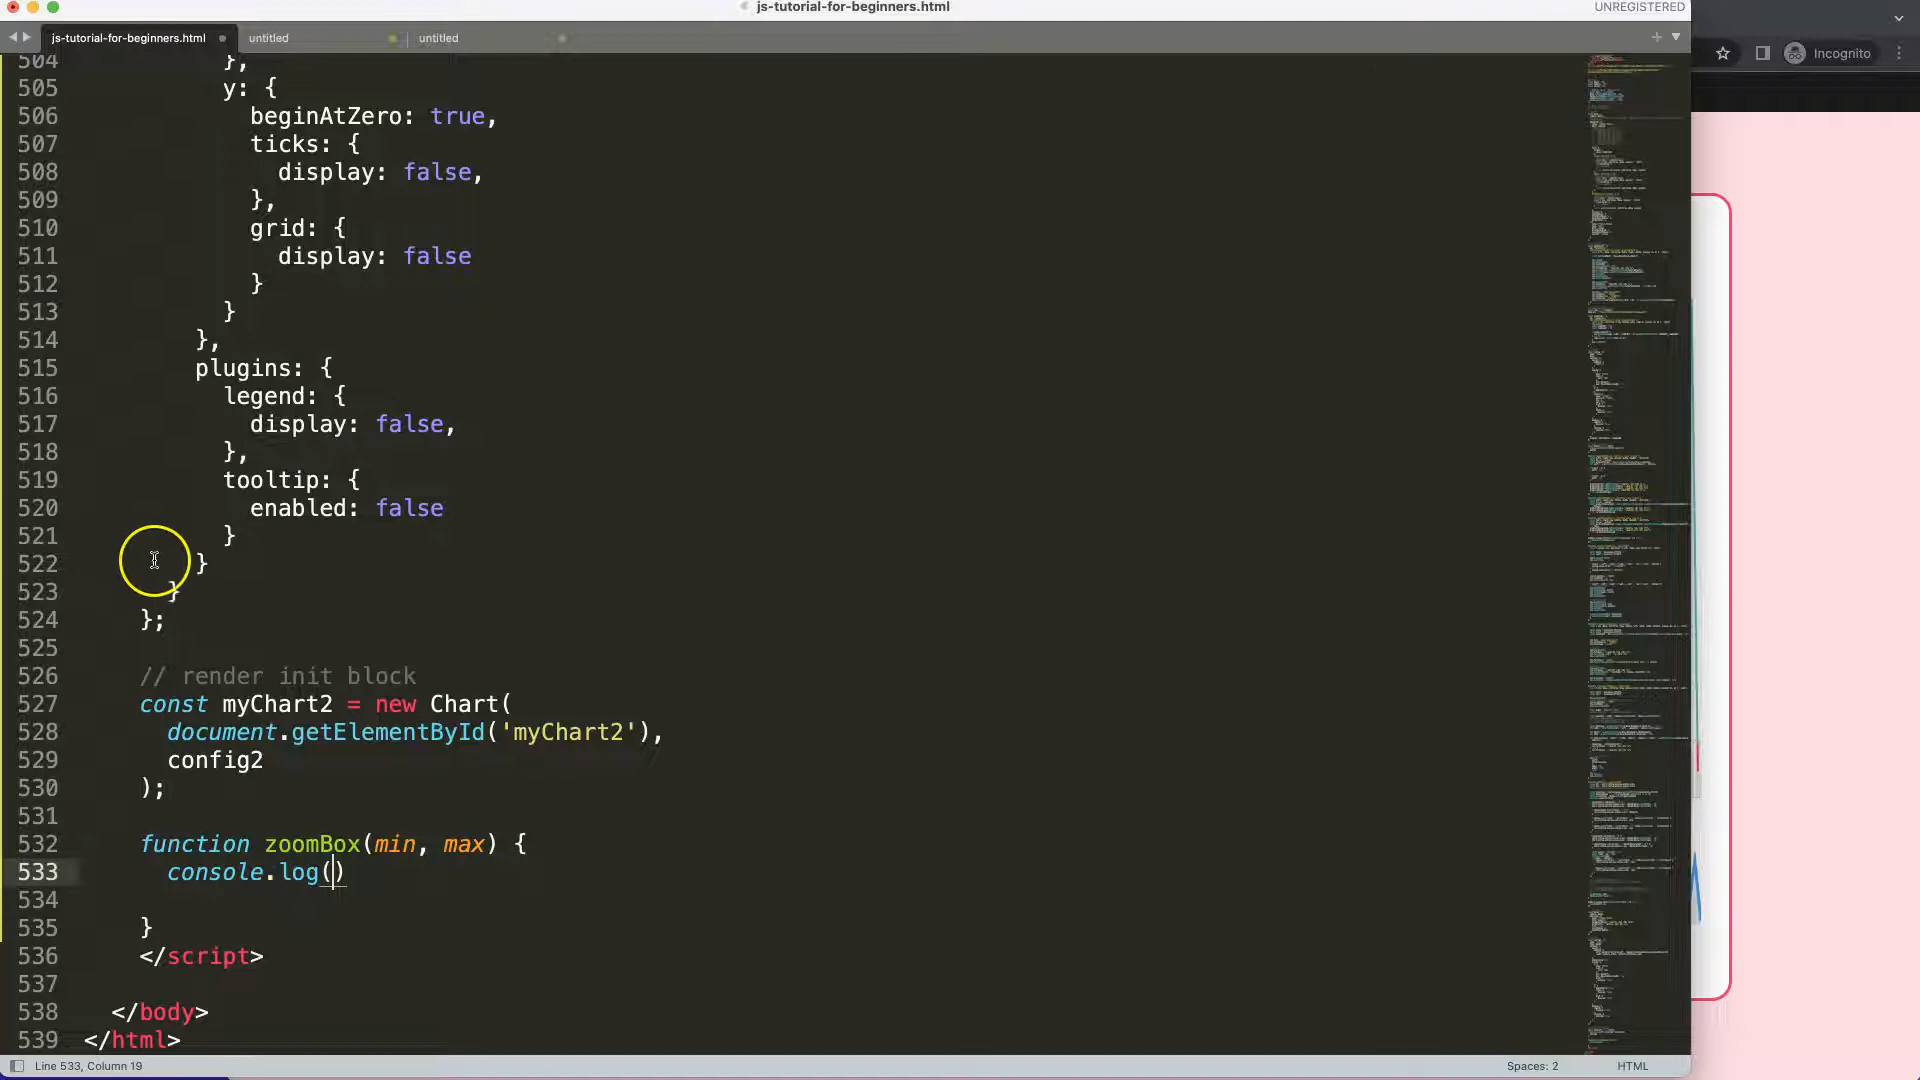 js-tutorial-for-beginners.html
UNREGISTERED
js-tutorial-for-beginners.html
untitled
untitled
Incognito
504 },
505 y: {
506 beginAtZero: true,
507 ticks: {
508 display: false,
509 },
510 grid: {
511 display: false
512 }
513 }
514 },
515 plugins: {
516 legend: {
517 display: false,
518 },
519 tooltip: {
520 enabled: false
521 }
522 }
523 }
524 };
525
526 // render init block
527 const myChart2 = new Chart(
528 document.getElementById('myChart2'),
529 config2
530 );
531
532 function zoomBox(min, max) {
533 console.log()
534
535 }
536 </script>
537
538 </body>
539 </html>
Line 533, Column 19
Spaces: 2
HTML